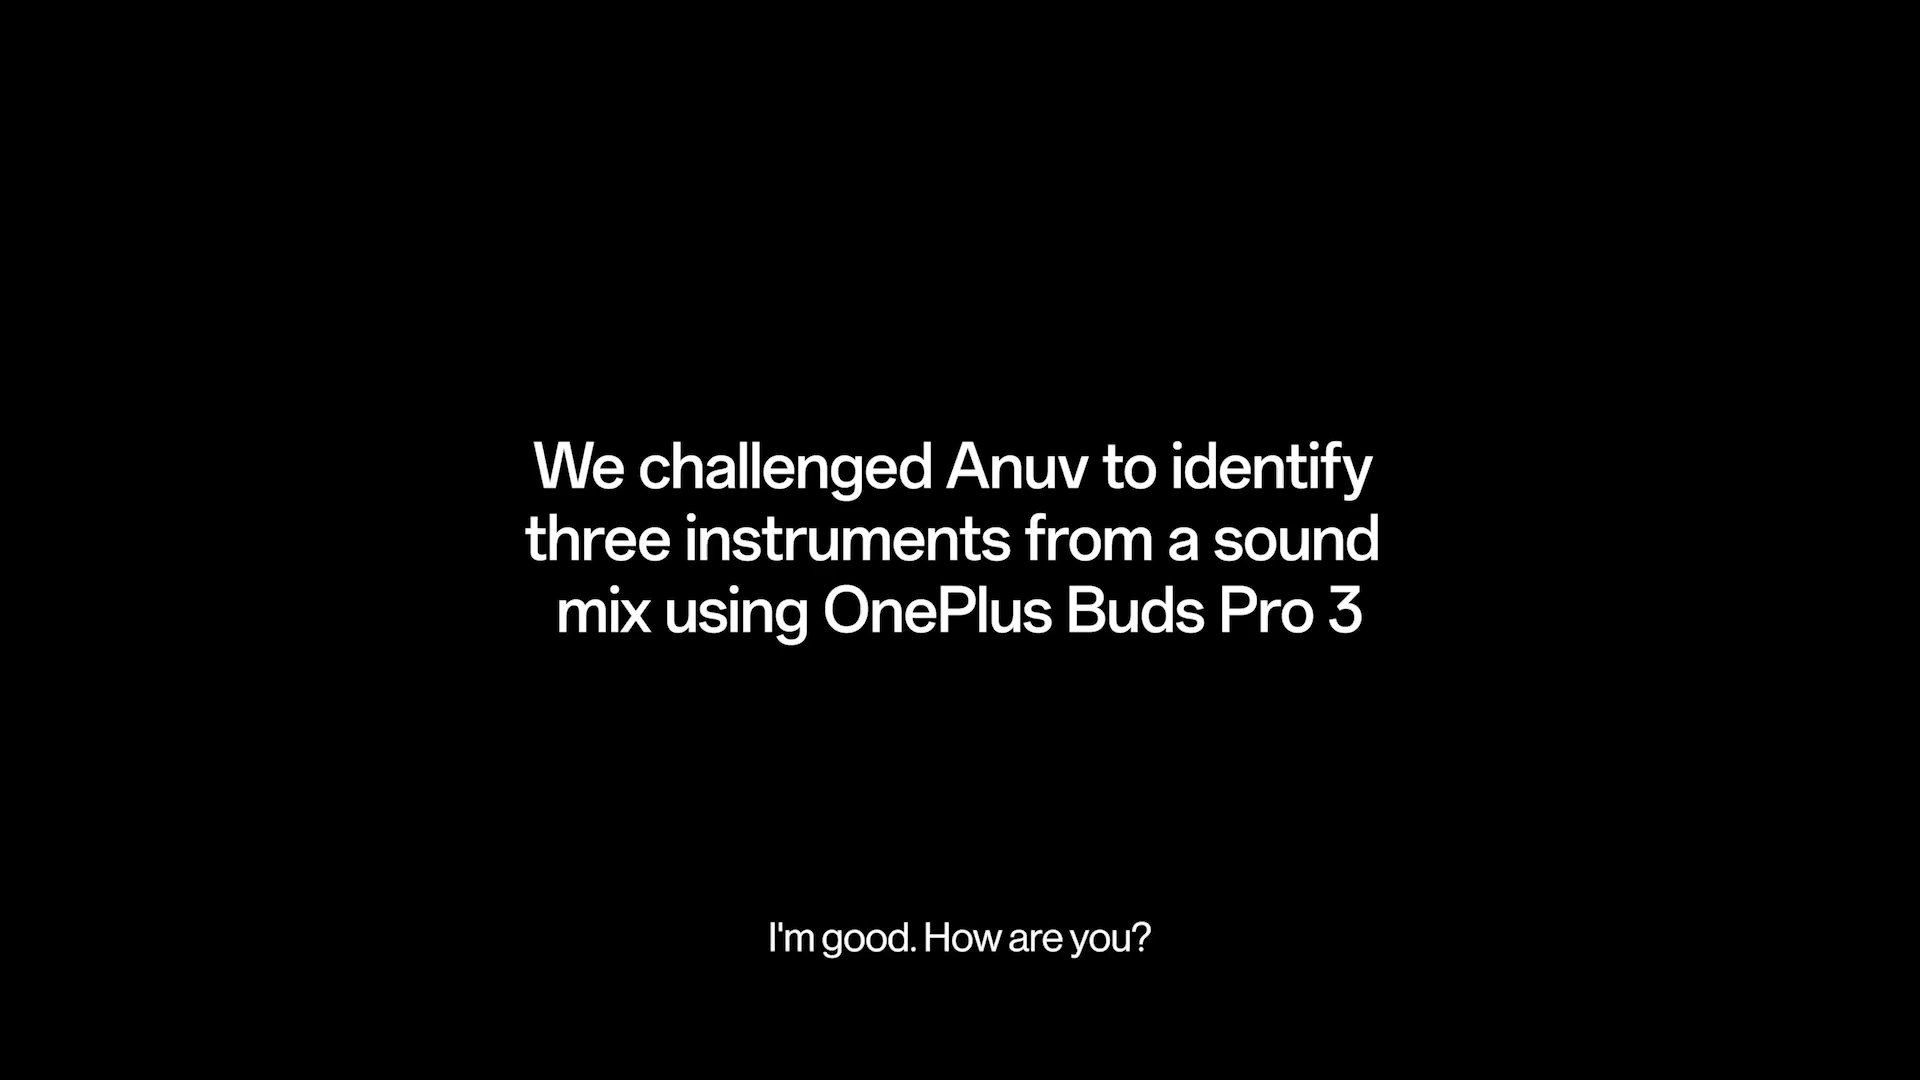 We challenged Anuv to identify
three instruments from a sound
mix using OnePlus Buds Pro 3
I'm good. How are you?